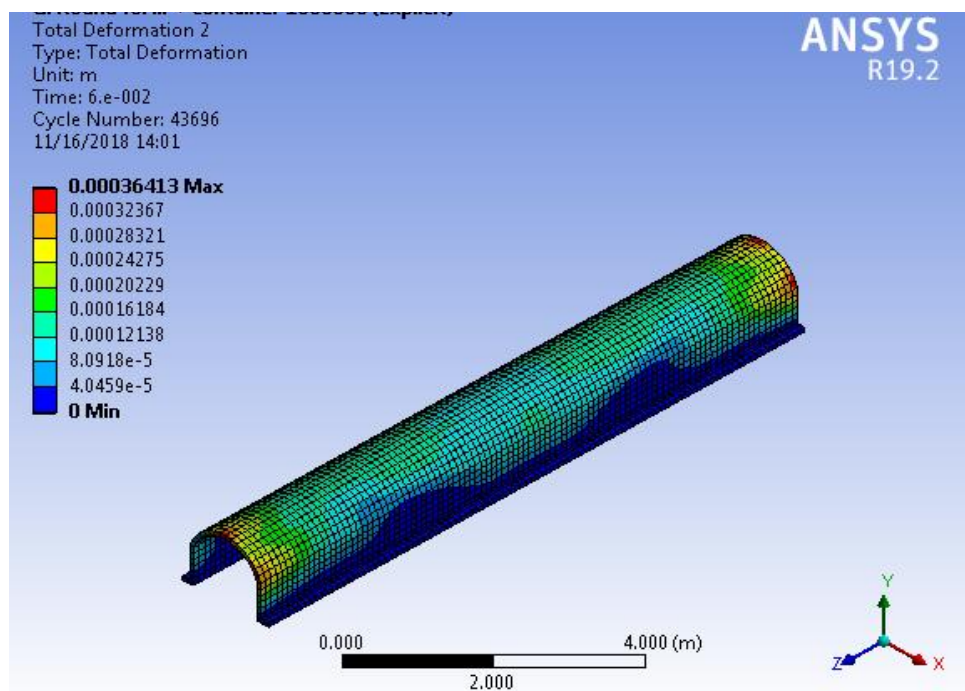 Total Deformation 2
Type: Total Deformation
Unit: m
Time: 6.e-002
Cycle Number: 43696
11/16/2018 14:01
ANSYS
R19.2
0.00036413 Max
0.00032367
0.00028321
0.00024275
0.00020229
0.00016184
0.00012138
8.0918e-5
4.0459e-5
0 Min
0.000
4.000 (m)
2.000
Y
Z
X